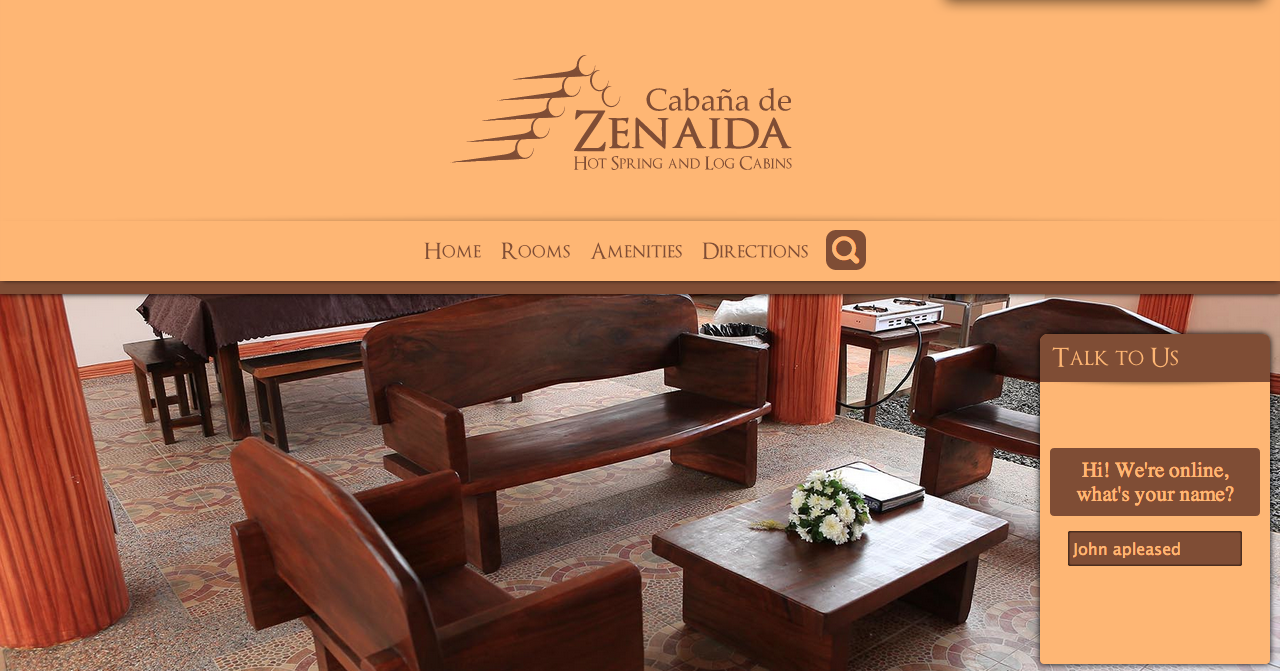 Cabaña de
ZENAIDA
HOT SPRING AND LOG CABINS
HOME ROOMS AMENITIES DIRECTIONS
TALK TO US
Hi! We're online,
what's your name?
John apleased